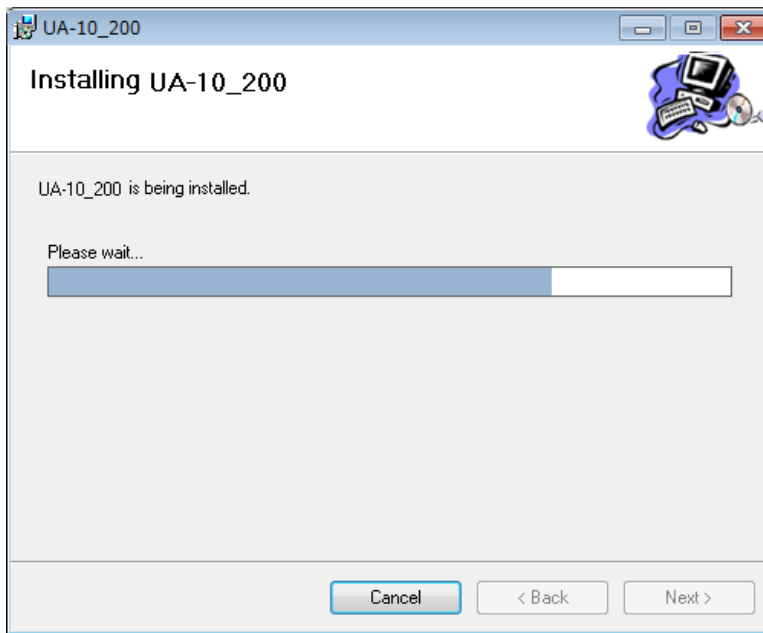 UA-10_200
Installing UA-10_200
UA-10_200 is being installed.
Please wait...
Cancel
< Back
Next >